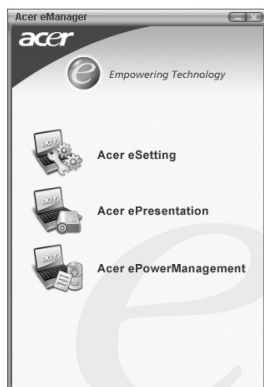 Acer eManager
acer
e Empowering Technology
Acer eSetting
Acer ePresentation
Acer ePowerManagement